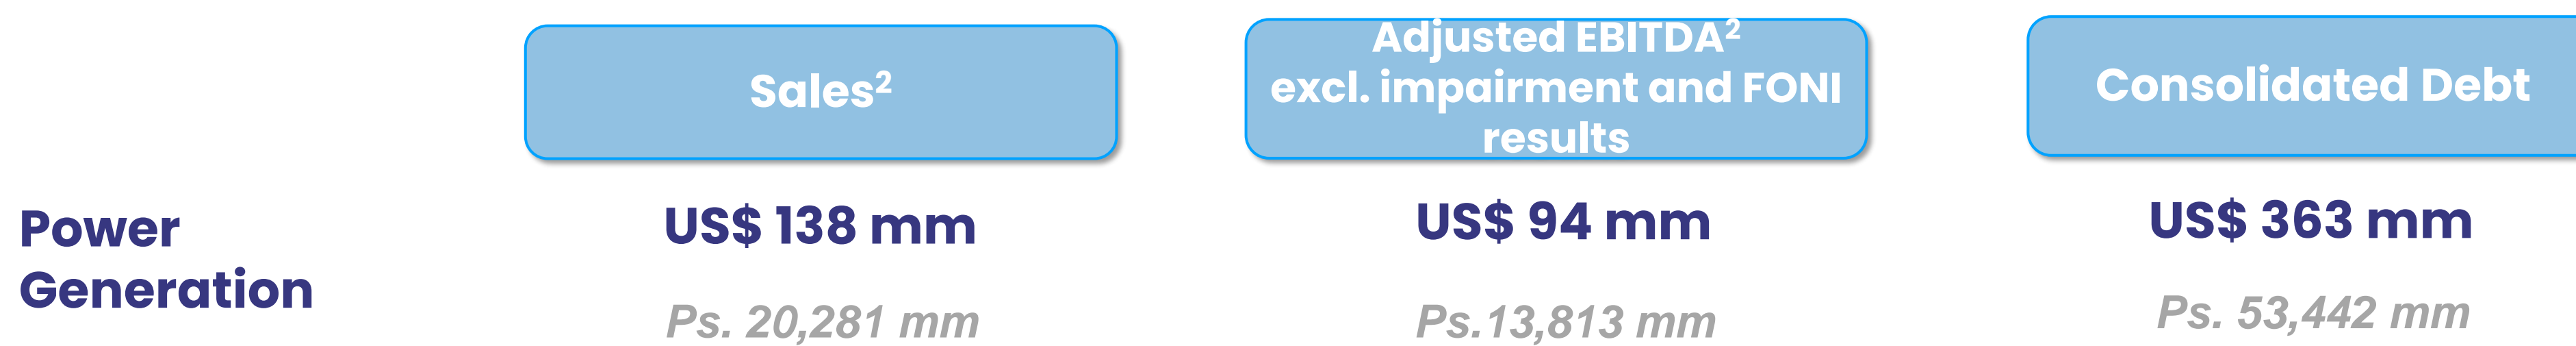 Sales²
Adjusted EBITDA²
excl. impairment and FONI
results
Consolidated Debt
Power
Generation
US$ 138 mm
Ps. 20,281 mm
US$ 94 mm
Ps.13,813 mm
US$ 363 mm
Ps. 53,442 mm